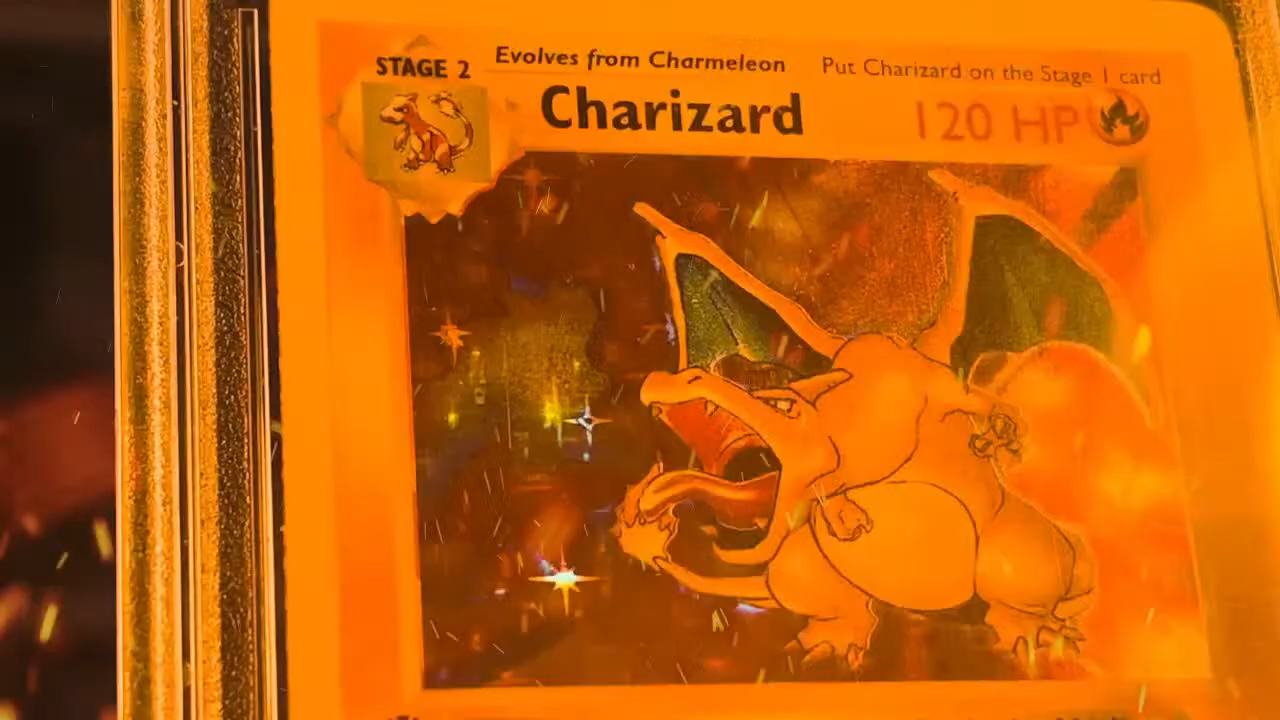 Evolves from Charmeleon
Put Charizard on the Stage 1 card
STAGE 2
Charizard
120 HP